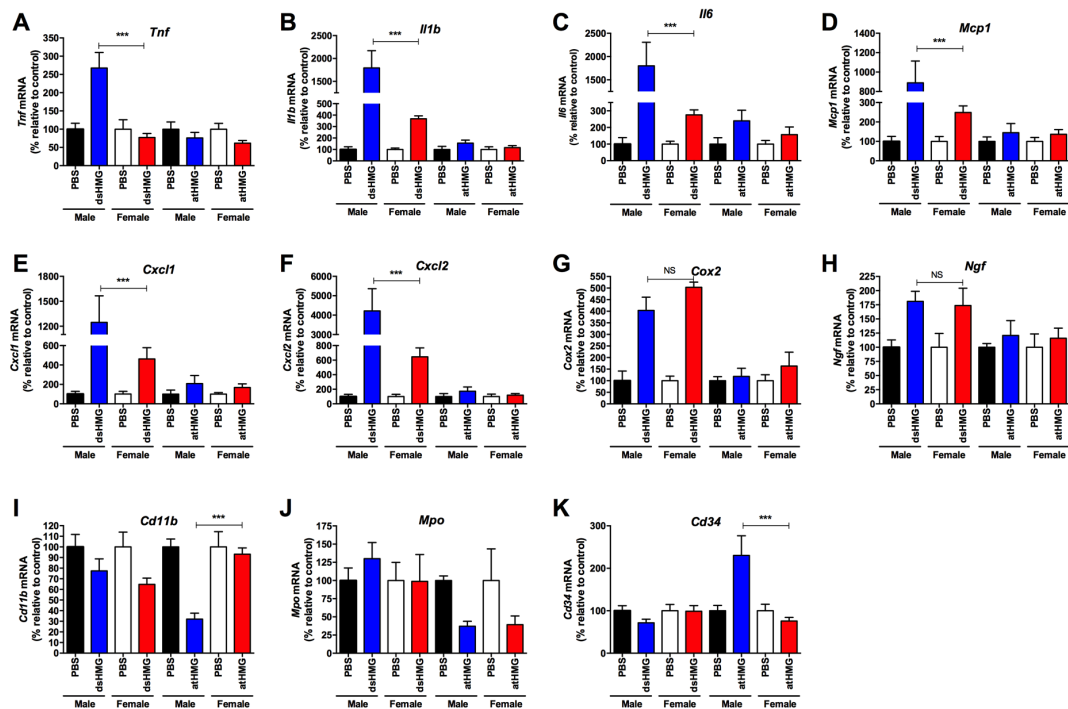 A
Tnf
Tnf mRNA
(% relative to control)
350
300
250
200
150
100
50
0
***
PBS
dsHMG
PBS
dsHMG
PBS
atHMG
PBS
atHMG
Male
Female
Male
Female
B
Il1b
Il1b mRNA
(% relative to control)
2500
2000
1500
1000
400
300
200
100
0
***
PBS
dsHMG
PBS
dsHMG
PBS
atHMG
PBS
atHMG
Male
Female
Male
Female
C
Il6
Il6 mRNA
(% relative to control)
2500
2000
1500
1000
400
300
200
100
0
***
PBS
dsHMG
PBS
dsHMG
PBS
atHMG
PBS
atHMG
Male
Female
Male
Female
D
Mcp1
Mcp1 mRNA
(% relative to control)
1400
1200
1000
800
600
400
300
200
100
0
***
PBS
dsHMG
PBS
dsHMG
PBS
atHMG
PBS
atHMG
Male
Female
Male
Female
E
Cxcl1
Cxcl1 mRNA
(% relative to control)
1800
1500
1200
600
400
200
0
***
PBS
dsHMG
PBS
dsHMG
PBS
atHMG
PBS
atHMG
Male
Female
Male
Female
F
Cxcl2
Cxcl2 mRNA
(% relative to control)
6000
5000
4000
3000
2000
800
600
400
200
0
***
PBS
dsHMG
PBS
dsHMG
PBS
atHMG
PBS
atHMG
Male
Female
Male
Female
G
Cox2
Cox2 mRNA
(% relative to control)
550
500
450
400
350
300
250
200
150
100
50
0
NS
PBS
dsHMG
PBS
dsHMG
PBS
atHMG
PBS
atHMG
Male
Female
Male
Female
H
Ngf
Ngf mRNA
(% relative to control)
225
200
175
150
125
100
75
50
25
0
NS
PBS
dsHMG
PBS
dsHMG
PBS
atHMG
PBS
atHMG
Male
Female
Male
Female
I
Cd11b
Cd11b mRNA
(% relative to control)
120
110
100
90
80
70
60
50
40
30
20
10
0
***
PBS
dsHMG
PBS
dsHMG
PBS
atHMG
PBS
atHMG
Male
Female
Male
Female
J
Mpo
Mpo mRNA
(% relative to control)
175
150
125
100
75
50
25
0
PBS
dsHMG
PBS
dsHMG
PBS
atHMG
PBS
atHMG
Male
Female
Male
Female
K
Cd34
Cd34 mRNA
(% relative to control)
300
200
100
0
***
PBS
dsHMG
PBS
dsHMG
PBS
atHMG
PBS
atHMG
Male
Female
Male
Female